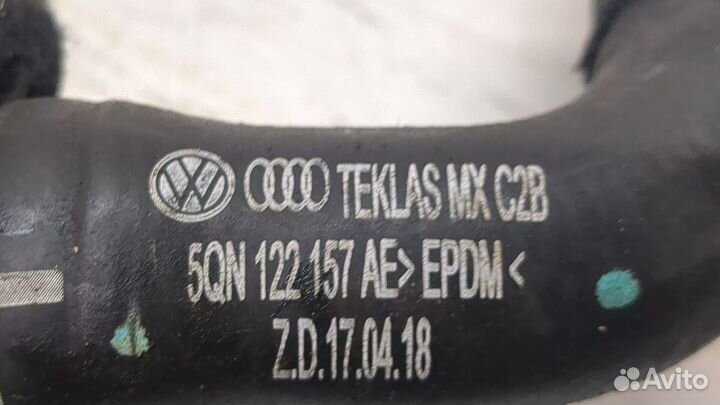 TEKLAS MX C2B
5QN 122 157 AE >EPDM<
Z.D.17.04.18
Avito